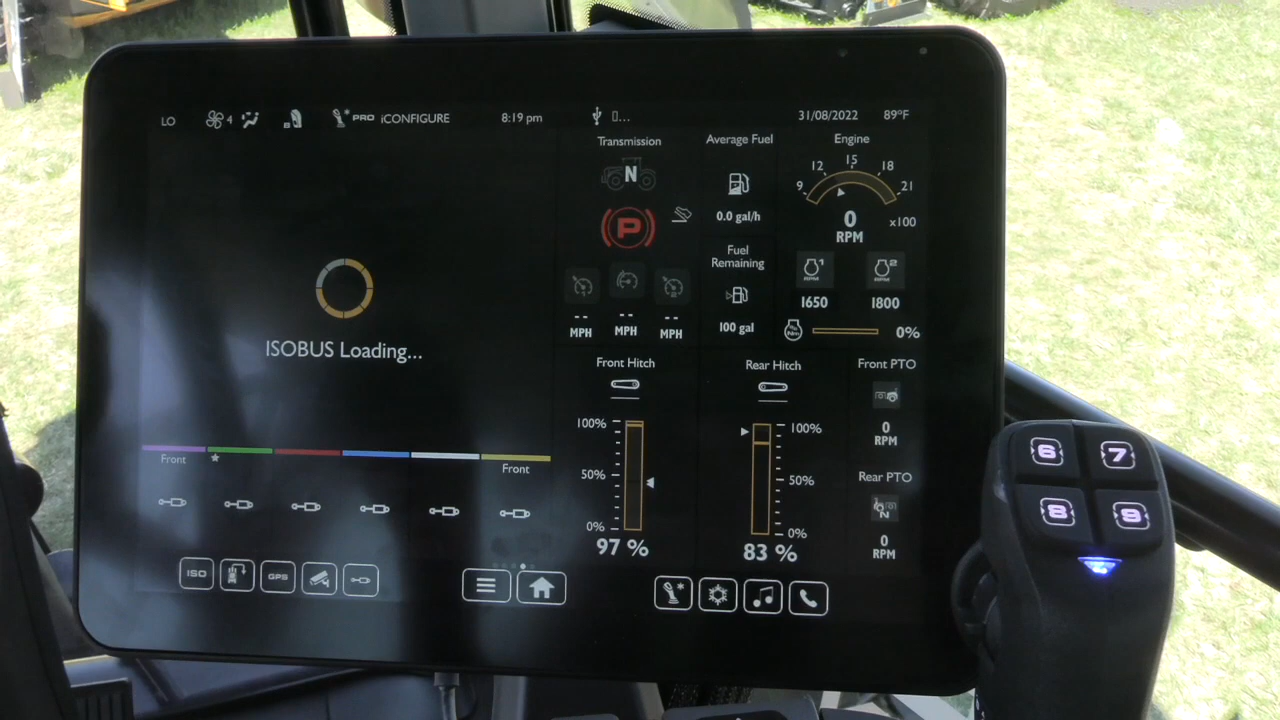 LO
4
PRO iCONFIGURE
8:19 pm
...
31/08/2022
89°F
Transmission
N
P
-- MPH
-- MPH
-- MPH
Average Fuel
0.0 gal/h
Fuel
Remaining
100 gal
Engine
9 12 15 18 21
0
RPM
x100
1
2
1650
1800
0%
ISOBUS Loading...
Front
Front
Front Hitch
100%
50%
0%
97 %
Rear Hitch
100%
50%
0%
83 %
Front PTO
0
RPM
Rear PTO
N
0
RPM
ISO
GPS
6 7
8 9